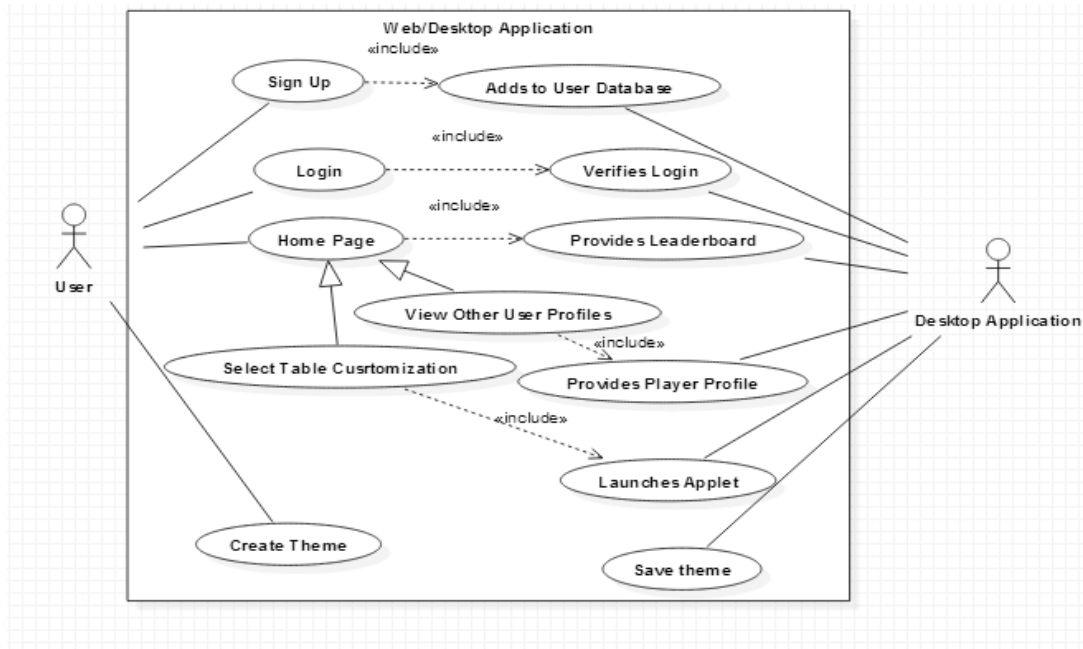 Web/Desktop Application
«include»
Sign Up
Adds to User Database
«include»
Login
Verifies Login
«include»
Home Page
Provides Leaderboard
User
View Other User Profiles
Desktop Application
«include»
Select Table Cusrtomization
Provides Player Profile
«include»
Launches Applet
Create Theme
Save theme